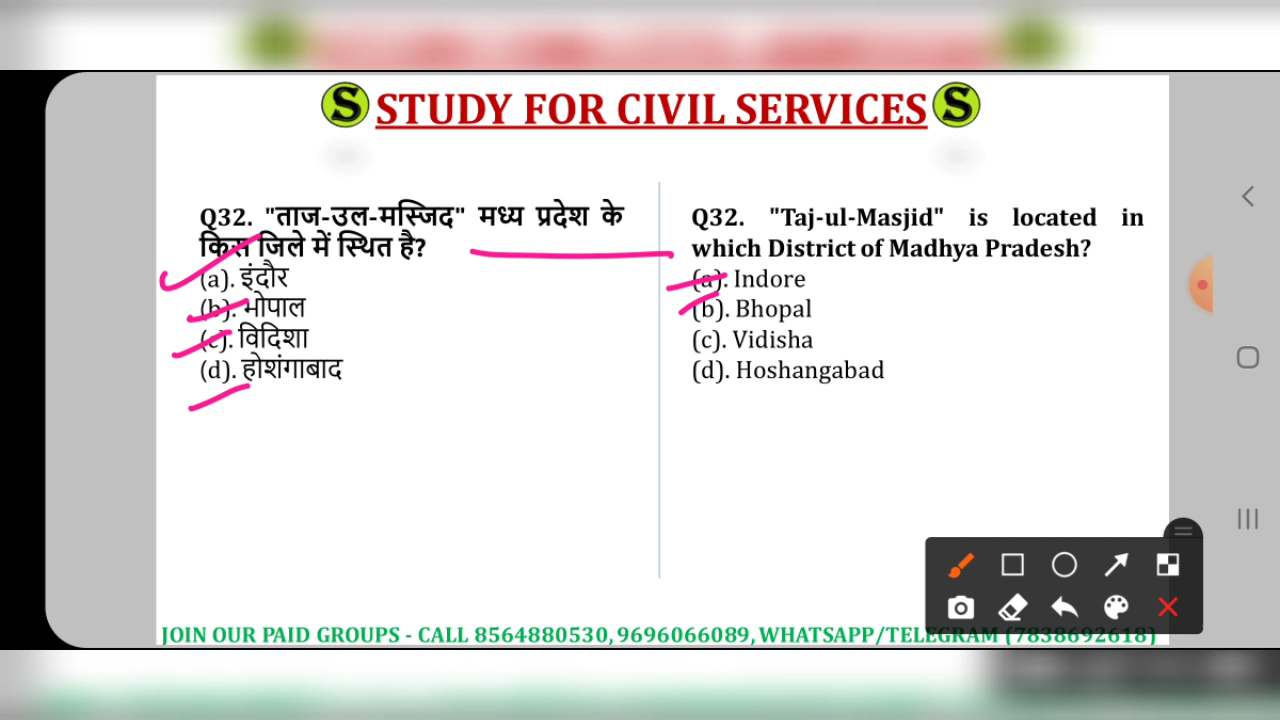 STUDY FOR CIVIL SERVICES
Q32. "ताज-उल-मस्जिद" मध्य प्रदेश के
किस जिले में स्थित है?
(a). इंदौर
(b). भोपाल
(c). विदिशा
(d). होशंगाबाद
Q32. "Taj-ul-Masjid" is located in
which District of Madhya Pradesh?
(a). Indore
(b). Bhopal
(c). Vidisha
(d). Hoshangabad
JOIN OUR PAID GROUPS - CALL 8564880530, 9696066089, WHATSAPP/TELEGRAM (7838692618)